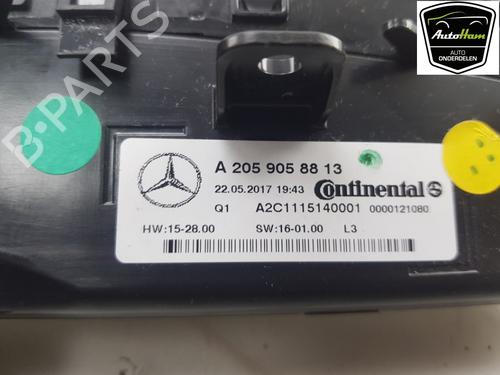 AutoHam
AUTO
ONDERDELEN
B-PARTS
A 205 905 88 13
22.05.2017 19:43 Continental
Q1 A2C1115140001 0000121080
HW:15-28.00 SW:16-01.00 L3